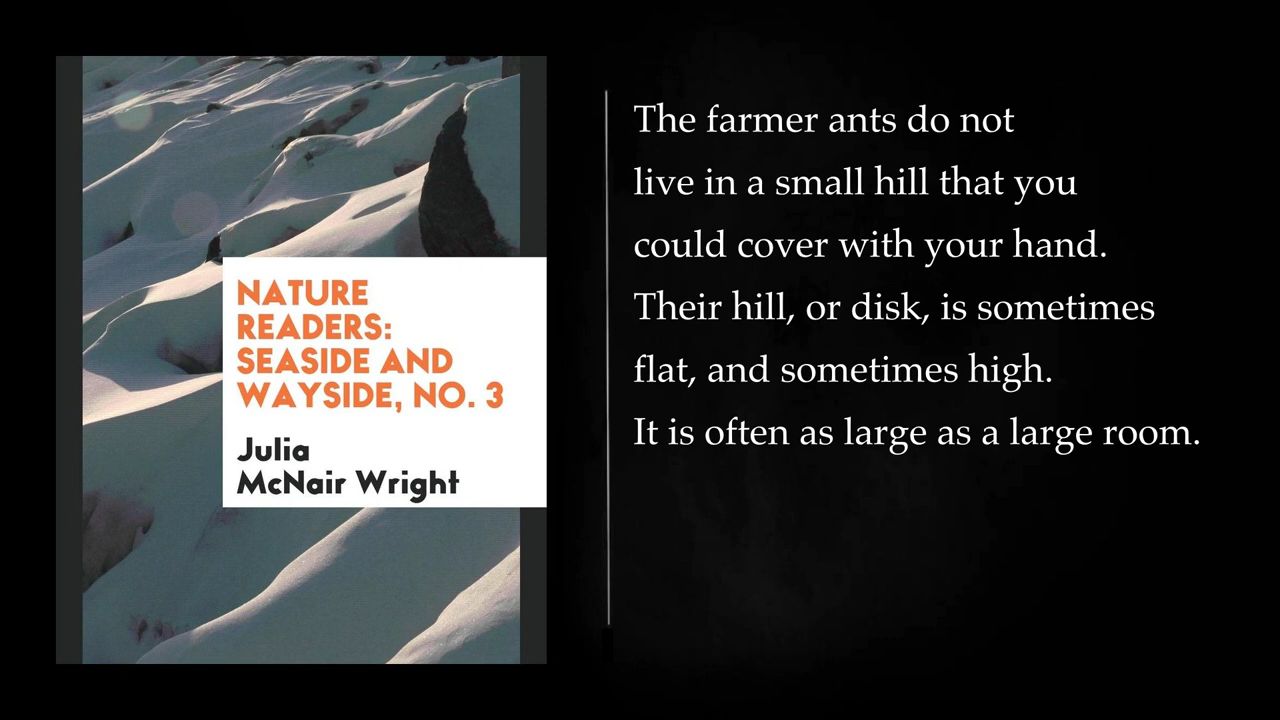 NATURE
READERS:
SEASIDE AND
WAYSIDE, NO. 3
Julia
McNair Wright
The farmer ants do not
live in a small hill that you
could cover with your hand.
Their hill, or disk, is sometimes
flat, and sometimes high.
It is often as large as a large room.